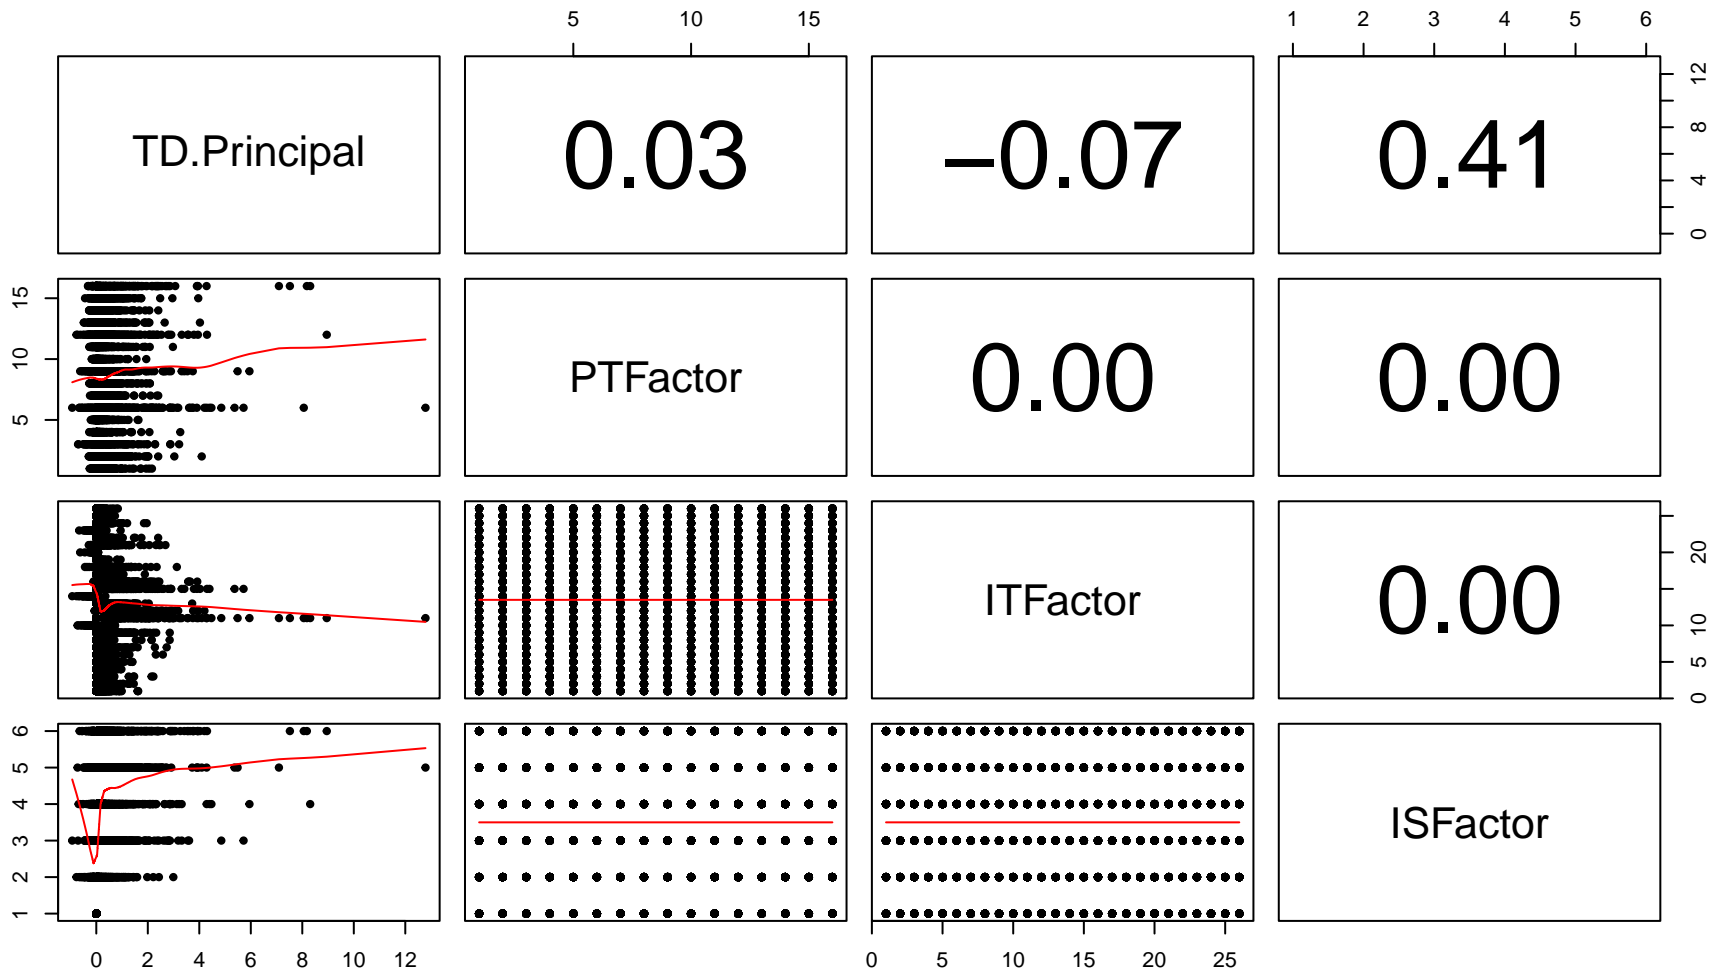 5 10 15 1 2 3 4 5 6
TD.Principal 0.03 −0.07 0.41 0 4 8 12
5 10 15 PTFactor 0.00 0.00
ITFactor 0.00 0 5 10 20
1 2 3 4 5 6 ISFactor
0 2 4 6 8 10 12 0 5 10 15 20 25